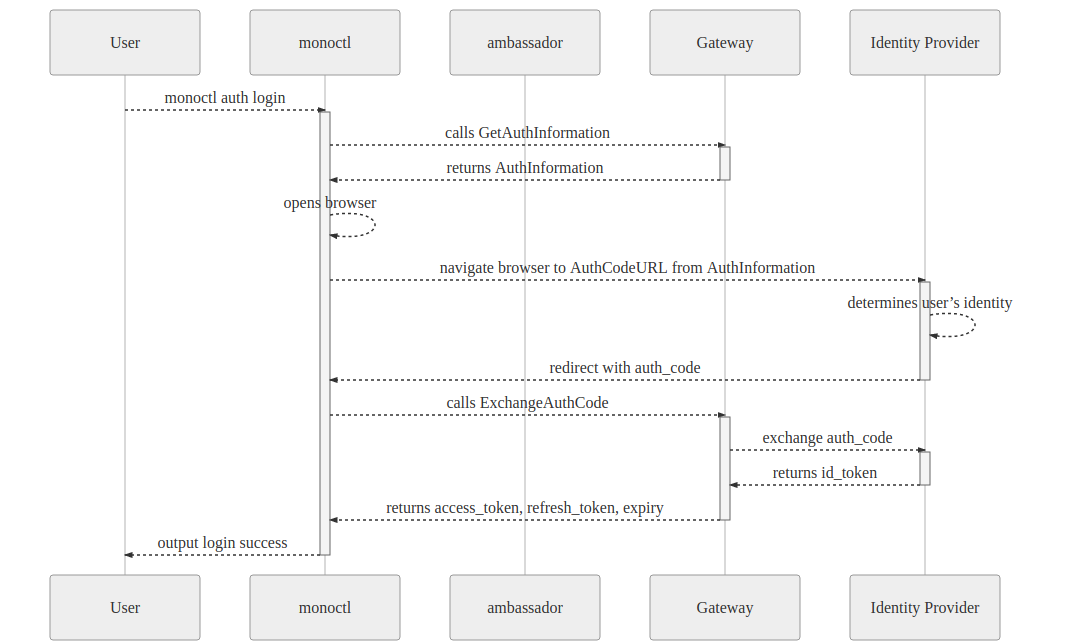 User
monoctl
ambassador
Gateway
Identity Provider
monoctl auth login
calls GetAuthInformation
returns AuthInformation
opens browser
navigate browser to AuthCodeURL from AuthInformation
determines user’s identity
redirect with auth_code
calls ExchangeAuthCode
exchange auth_code
returns id_token
returns access_token, refresh_token, expiry
output login success
User
monoctl
ambassador
Gateway
Identity Provider